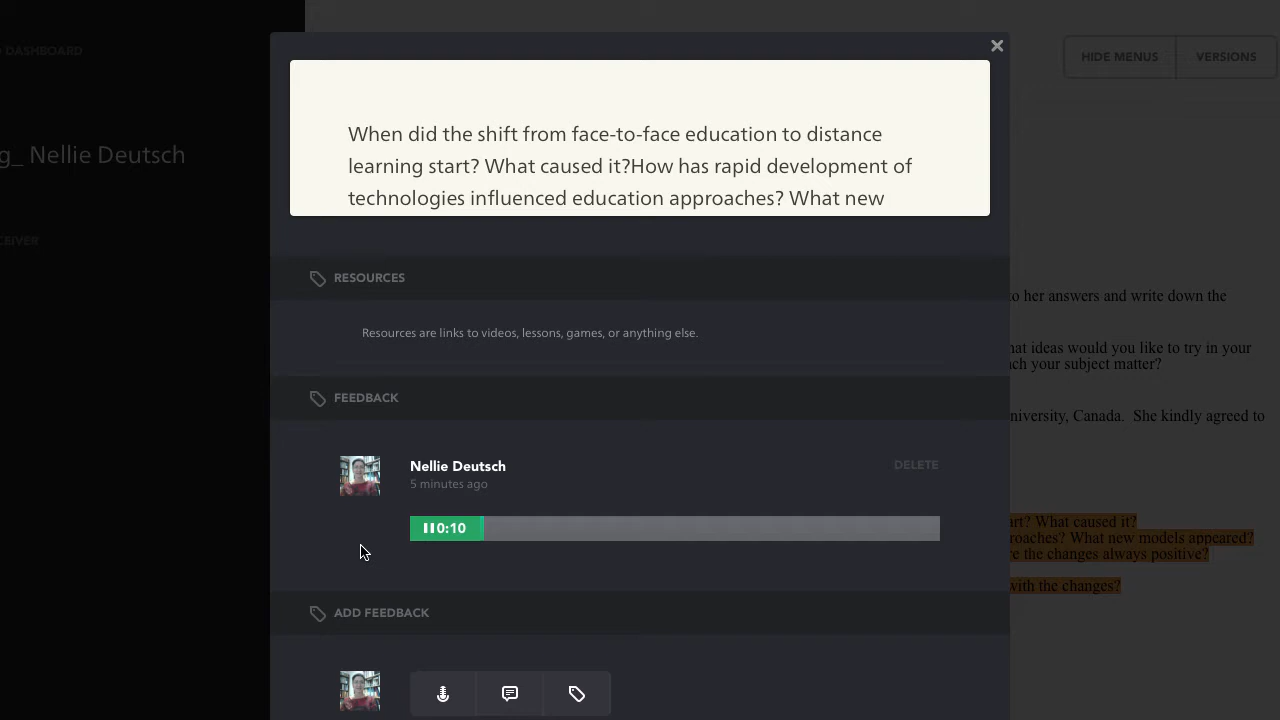 DASHBOARD
HIDE MENUS
VERSIONS
g_ Nellie Deutsch
When did the shift from face-to-face education to distance
learning start? What caused it?How has rapid development of
technologies influenced education approaches? What new
CEIVER
RESOURCES
to her answers and write down the
Resources are links to videos, lessons, games, or anything else.
hat ideas would you like to try in your
ach your subject matter?
FEEDBACK
niversity, Canada. She kindly agreed to
Nellie Deutsch
DELETE
5 minutes ago
0:10
art? What caused it?
roaches? What new models appeared?
re the changes always positive?
with the changes?
ADD FEEDBACK